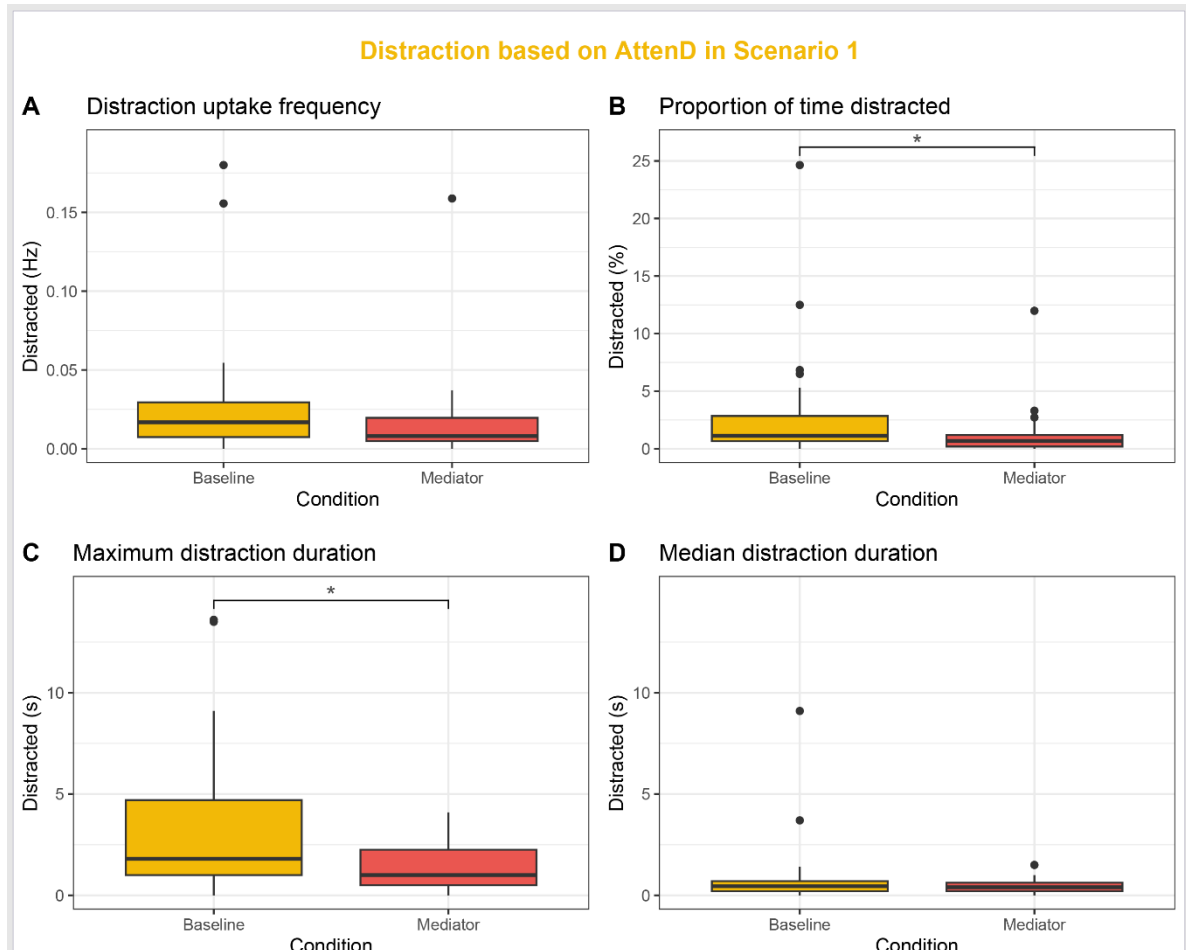 Distraction based on AttenD in Scenario 1
A Distraction uptake frequency
Distracted (Hz)
0.15
0.10
0.05
0.00
Baseline Mediator
Condition
B Proportion of time distracted
Distracted (%)
25
20
15
10
5
0
*
Baseline Mediator
Condition
C Maximum distraction duration
Distracted (s)
10
5
0
*
Baseline Mediator
Condition
D Median distraction duration
Distracted (s)
10
5
0
Baseline Mediator
Condition